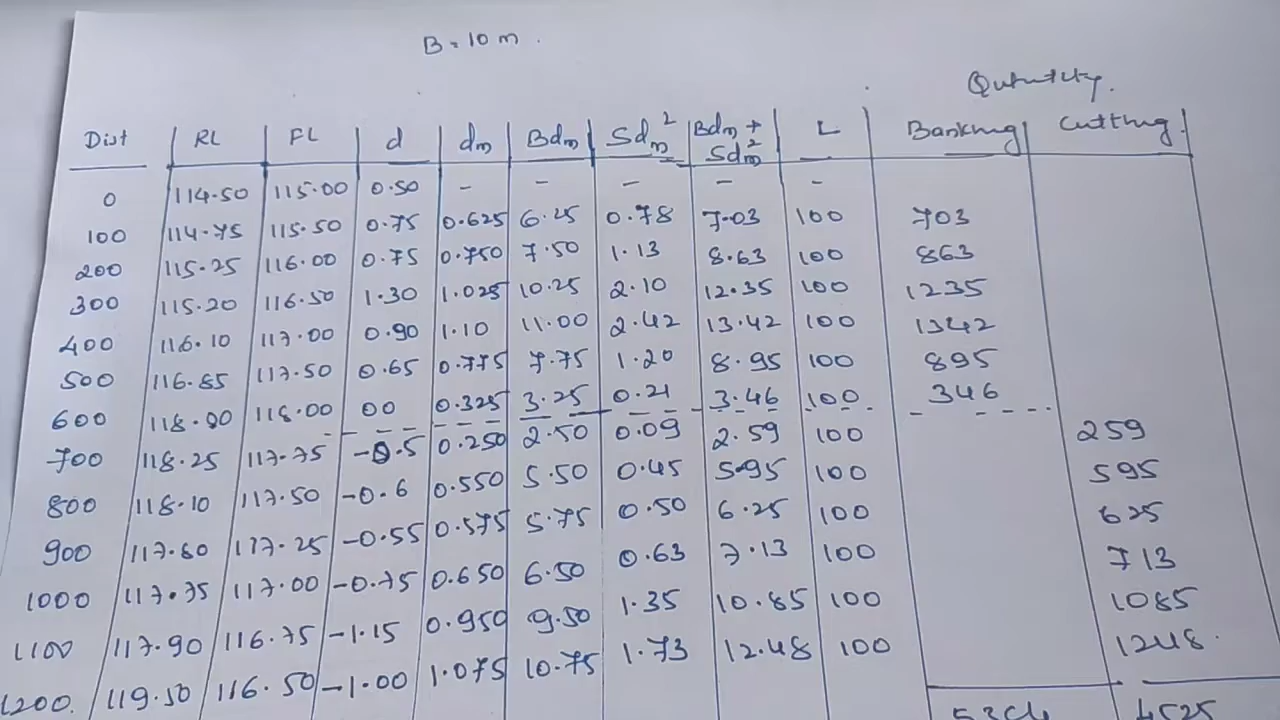 B = 10 m.
Qututity.
Dist RL FL d dm Bdm Sdm² Bdm + Sdm² L Banking Cutting
0 114.50 115.00 0.50 - - - - -
100 114.75 115.50 0.75 0.625 6.25 0.78 7.03 100 703
200 115.25 116.00 0.75 0.750 7.50 1.13 8.63 100 863
300 115.20 116.50 1.30 1.025 10.25 2.10 12.35 100 1235
400 116.10 117.00 0.90 1.10 11.00 2.42 13.42 100 1342
500 116.85 117.50 0.65 0.775 7.75 1.20 8.95 100 895
600 118.00 118.00 00 0.325 3.25 0.21 3.46 100 346
700 118.25 117.75 -0.5 0.250 2.50 0.09 2.59 100 259
800 118.10 117.50 -0.6 0.550 5.50 0.45 5.95 100 595
900 117.80 117.25 -0.55 0.575 5.75 0.50 6.25 100 625
1000 117.75 117.00 -0.75 0.650 6.50 0.63 7.13 100 713
1100 117.90 116.75 -1.15 0.950 9.50 1.35 10.85 100 1085
1200. 119.50 116.50 -1.00 1.075 10.75 1.73 12.48 100 1248.
4525